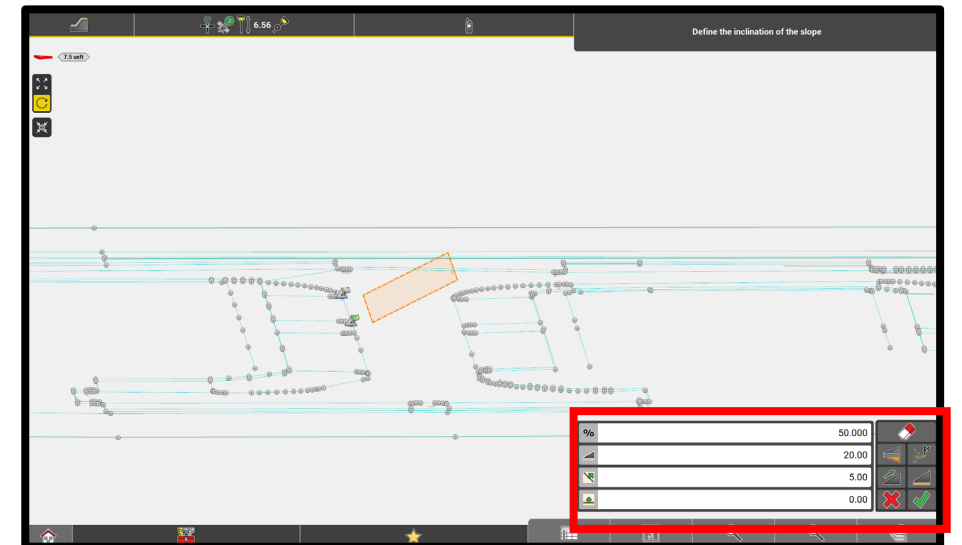 6.56
Define the inclination of the slope
7.5 usft
% 50.000
20.00
5.00
0.00